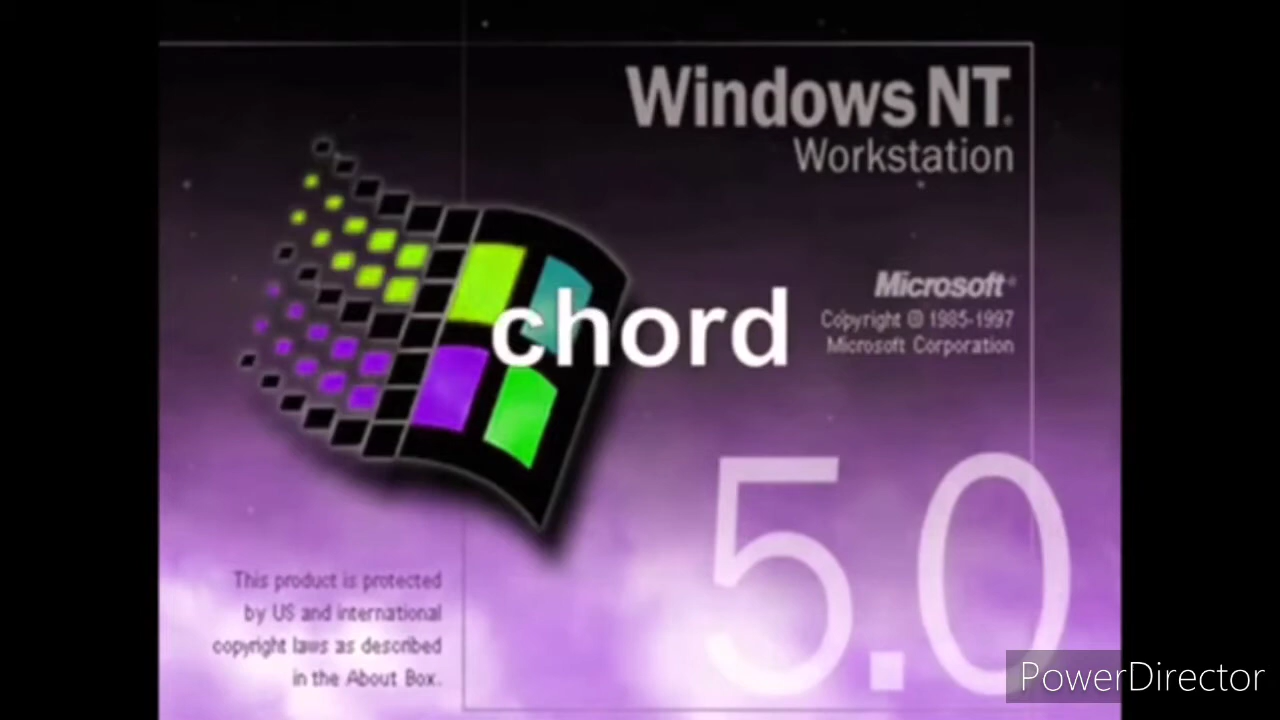 Windows NT®
Workstation
Microsoft®
Copyright © 1985-1997
Microsoft Corporation
chord
5.0
This product is protected
by US and international
copyright laws as described
in the About Box.
PowerDirector